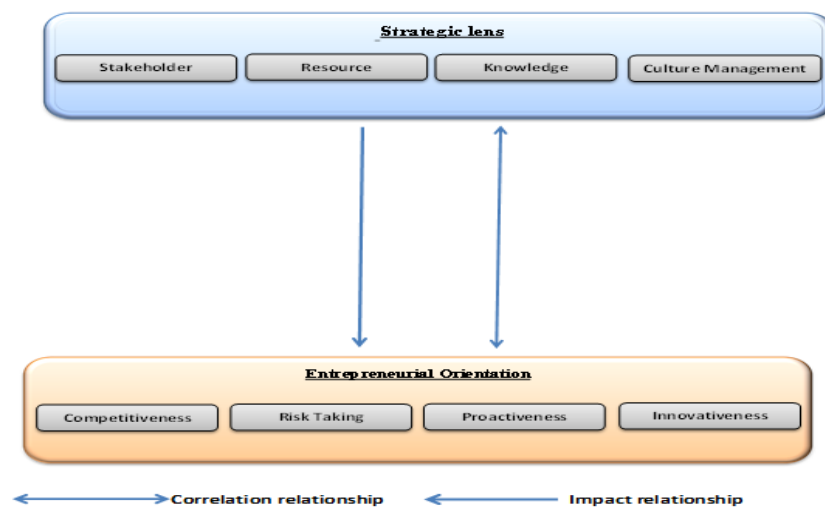 Strategic lens
Stakeholder Resource Knowledge Culture Management
Entrepreneurial Orientation
Competitiveness Risk Taking Proactiveness Innovativeness
Correlation relationship Impact relationship